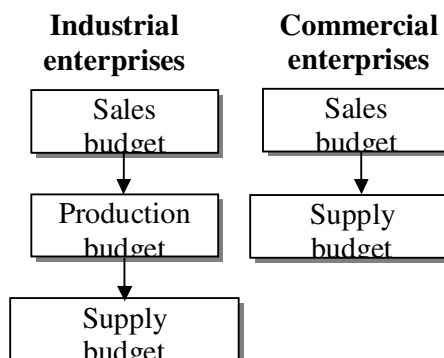 Industrial
enterprises
Sales
budget
Production
budget
Supply
budget
Commercial
enterprises
Sales
budget
Supply
budget